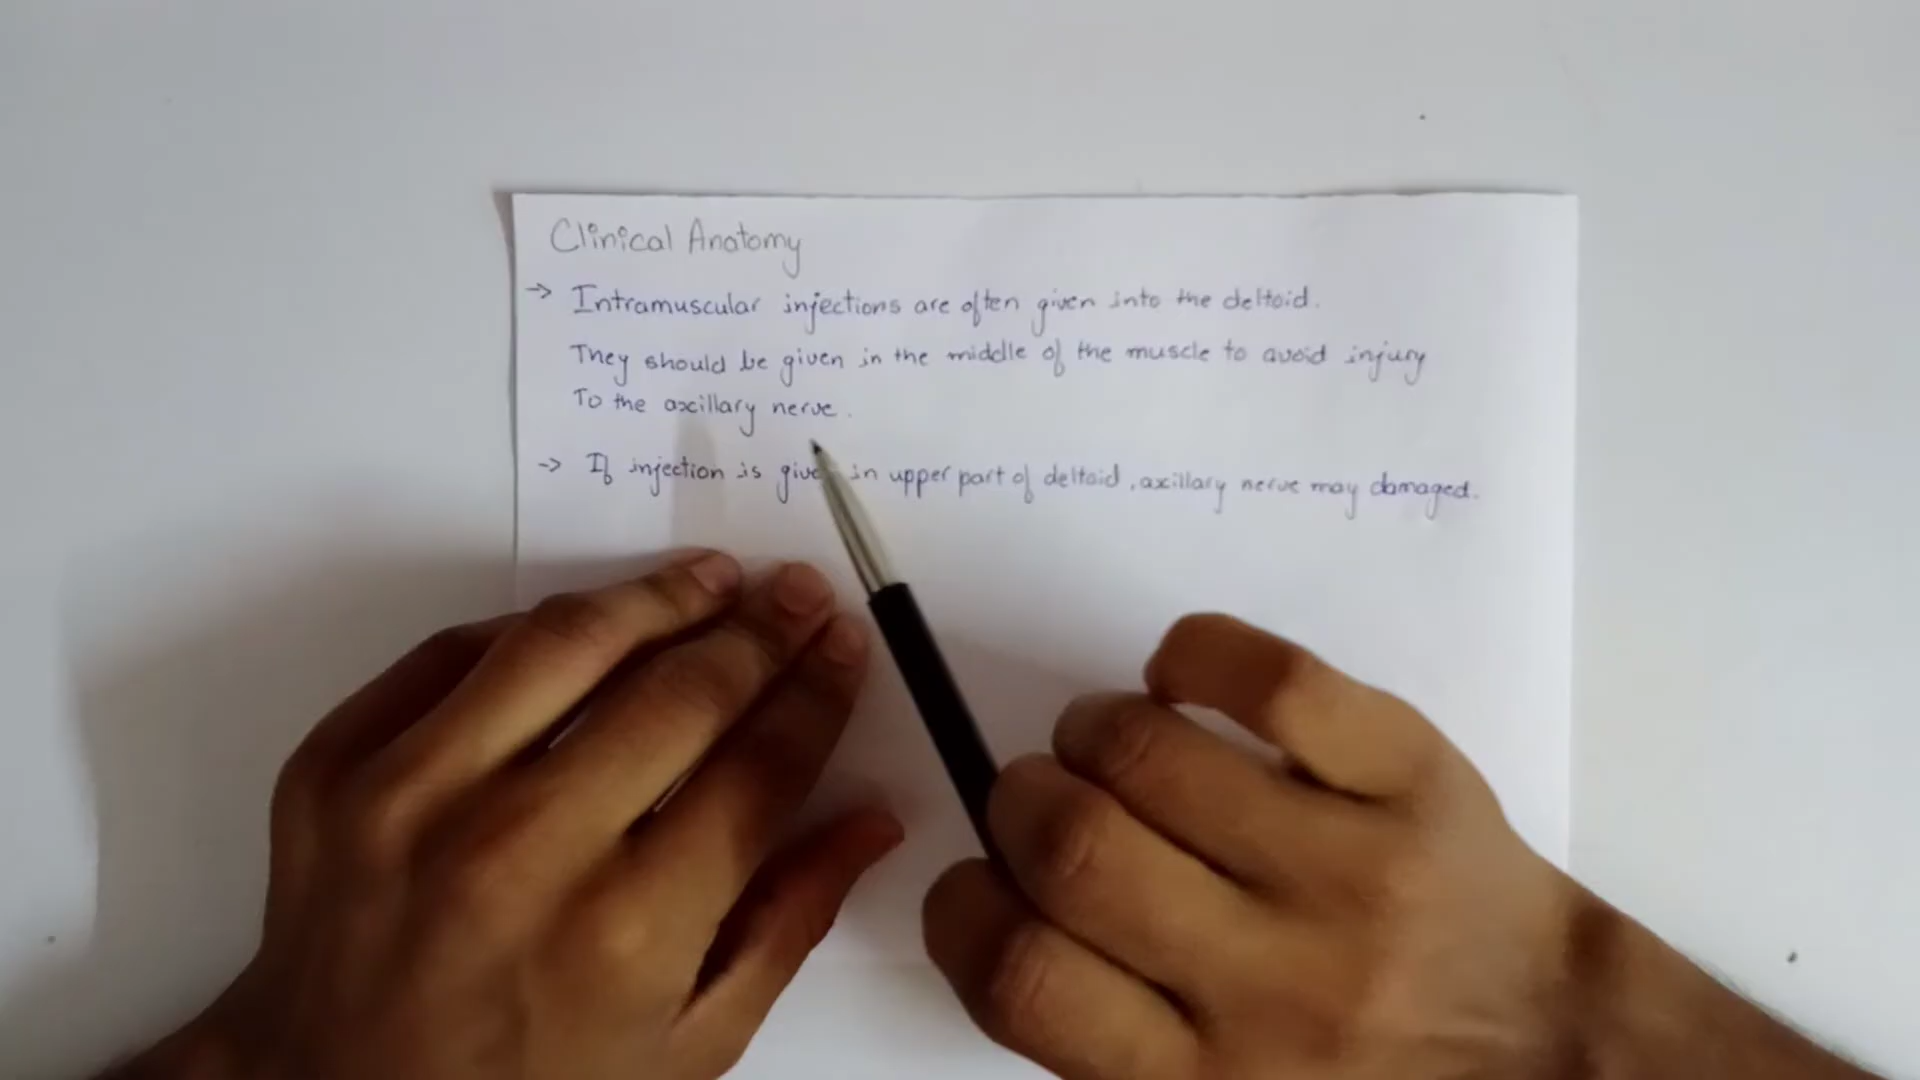 Clinical Anatomy
→ Intramuscular injections are often given into the deltoid.
They should be given in the middle of the muscle to avoid injury
To the axillary nerve.
→ If injection is given in upper part of deltoid, axillary nerve may damaged.